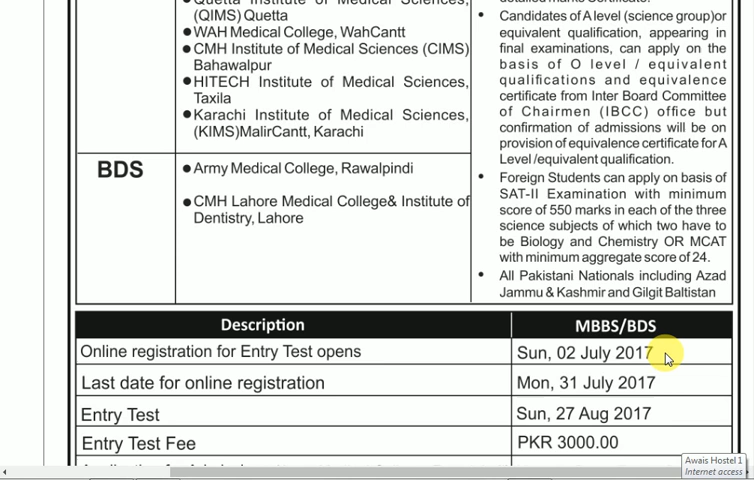 Quetta Institute of Medical Sciences,
(QIMS) Quetta
●WAH Medical College, WahCantt
●CMH Institute of Medical Sciences (CIMS)
Bahawalpur
●HITECH Institute of Medical Sciences,
Taxila
●Karachi Institute of Medical Sciences,
(KIMS)MalirCantt, Karachi
detailed marks certificate.
• Candidates of A level (science group)or
equivalent qualification, appearing in
final examinations, can apply on the
basis of O level / equivalent
qualifications and equivalence
certificate from Inter Board Committee
of Chairmen (IBCC) office but
confirmation of admissions will be on
provision of equivalence certificate for A
Level /equivalent qualification.
BDS
●Army Medical College, Rawalpindi
●CMH Lahore Medical College& Institute of
Dentistry, Lahore
• Foreign Students can apply on basis of
SAT-II Examination with minimum
score of 550 marks in each of the three
science subjects of which two have to
be Biology and Chemistry OR MCAT
with minimum aggregate score of 24.
• All Pakistani Nationals including Azad
Jammu & Kashmir and Gilgit Baltistan
Description MBBS/BDS
Online registration for Entry Test opens Sun, 02 July 2017
Last date for online registration Mon, 31 July 2017
Entry Test Sun, 27 Aug 2017
Entry Test Fee PKR 3000.00
Awais Hostel 1
Internet access